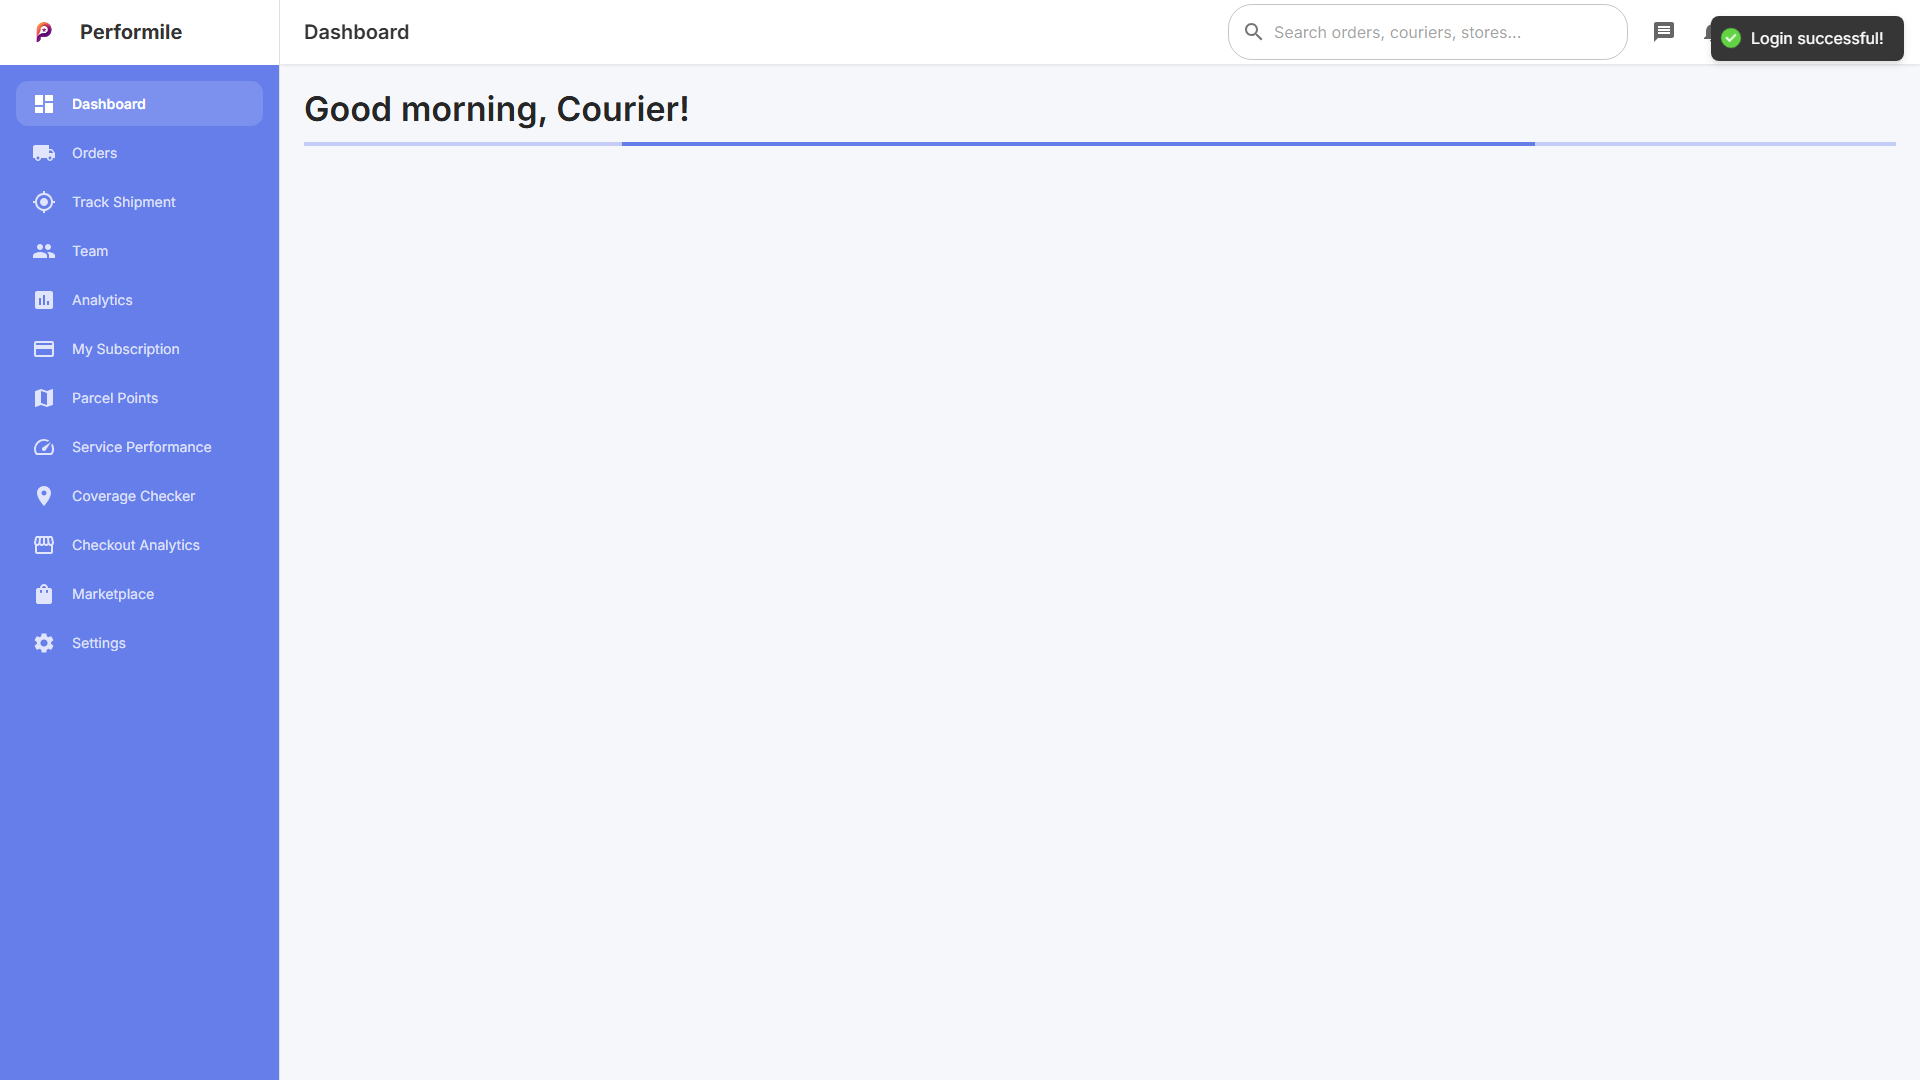 Performile
Dashboard
Search orders, couriers, stores...
Login successful!
Dashboard
Orders
Track Shipment
Team
Analytics
My Subscription
Parcel Points
Service Performance
Coverage Checker
Checkout Analytics
Marketplace
Settings
Good morning, Courier!